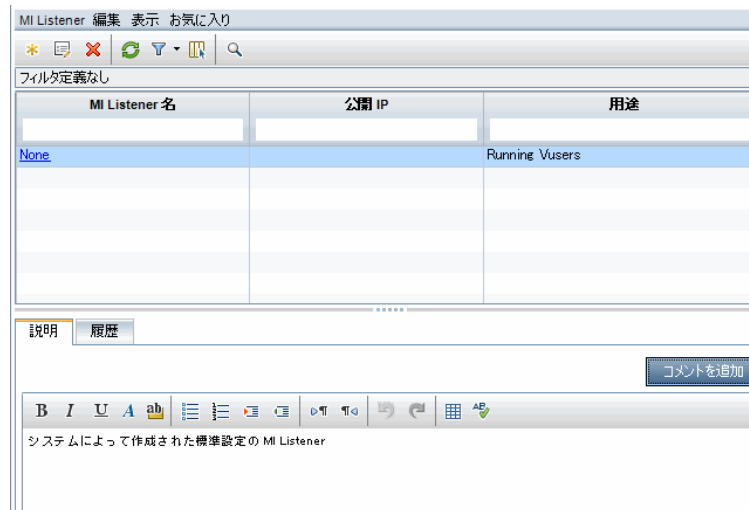 MI Listener 編集 表示 お気に入り
フィルタ定義なし
MI Listener 名 公開 IP 用途
None Running Vusers
説明 履歴
コメントを追加
B I U A ab
システムによって作成された標準設定の MI Listener